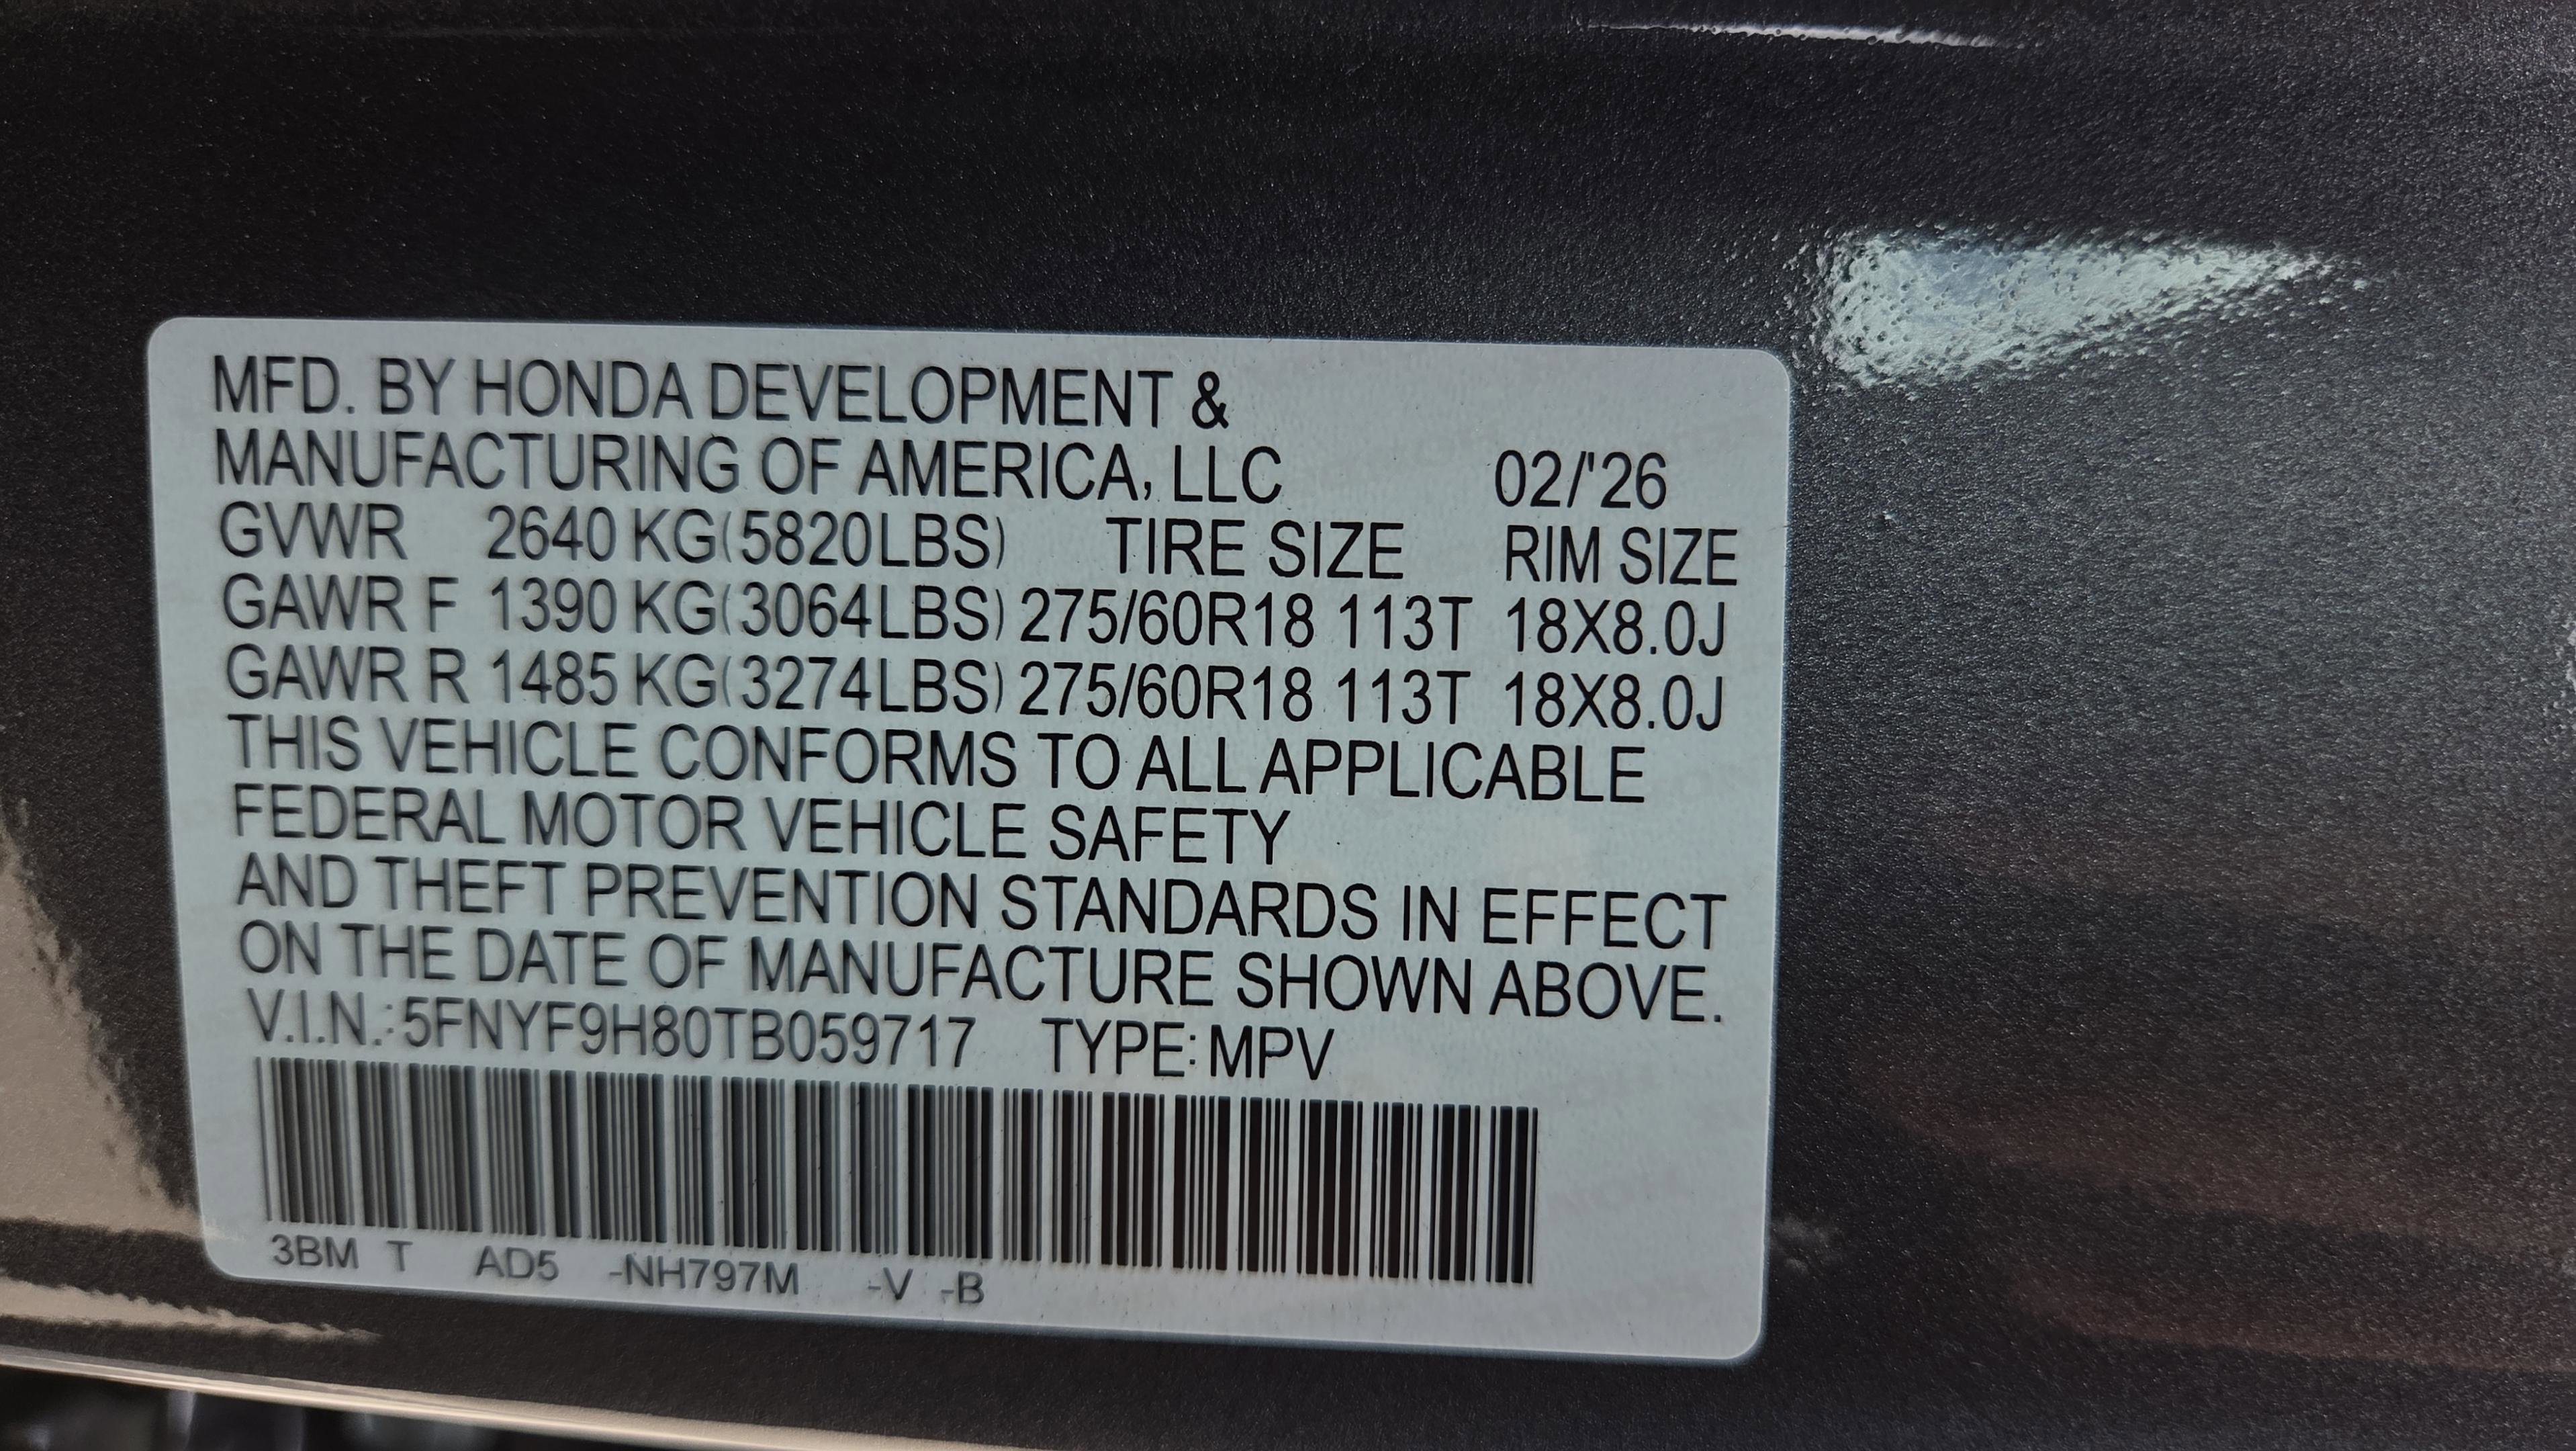 MFD. BY HONDA DEVELOPMENT &
MANUFACTURING OF AMERICA, LLC 02/'26
GVWR 2640 KG(5820LBS) TIRE SIZE RIM SIZE
GAWR F 1390 KG(3064LBS) 275/60R18 113T 18X8.0J
GAWR R 1485 KG(3274LBS) 275/60R18 113T 18X8.0J
THIS VEHICLE CONFORMS TO ALL APPLICABLE
FEDERAL MOTOR VEHICLE SAFETY
AND THEFT PREVENTION STANDARDS IN EFFECT
ON THE DATE OF MANUFACTURE SHOWN ABOVE.
V.I.N.:5FNYF9H80TB059717 TYPE:MPV
3BM T AD5 -NH797M -V -B